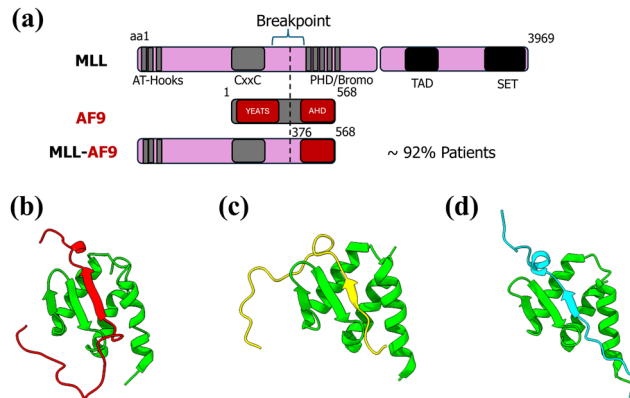 (a)
Breakpoint
aa1
3969
MLL
AT-Hooks
CxxC
PHD/Bromo
TAD
SET
1
568
AF9
YEATS
AHD
376
568
MLL-AF9
~ 92% Patients
(b)
(c)
(d)